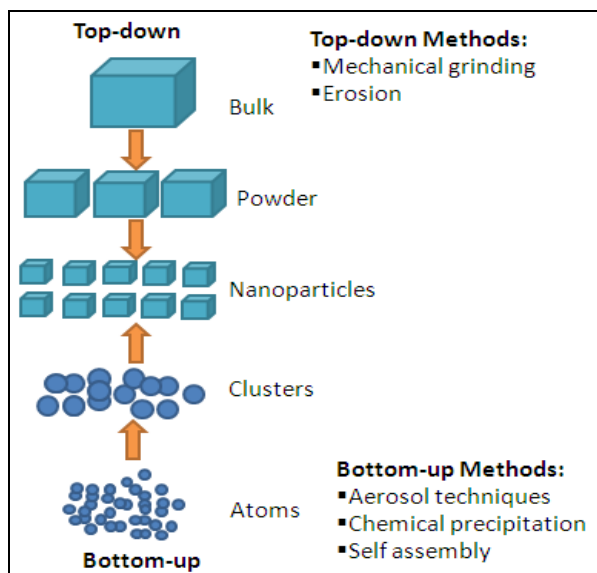 Top-down
Top-down Methods:
▪Mechanical grinding
▪Erosion
Bulk
Powder
Nanoparticles
Clusters
Atoms
Bottom-up Methods:
▪Aerosol techniques
▪Chemical precipitation
▪Self assembly
Bottom-up